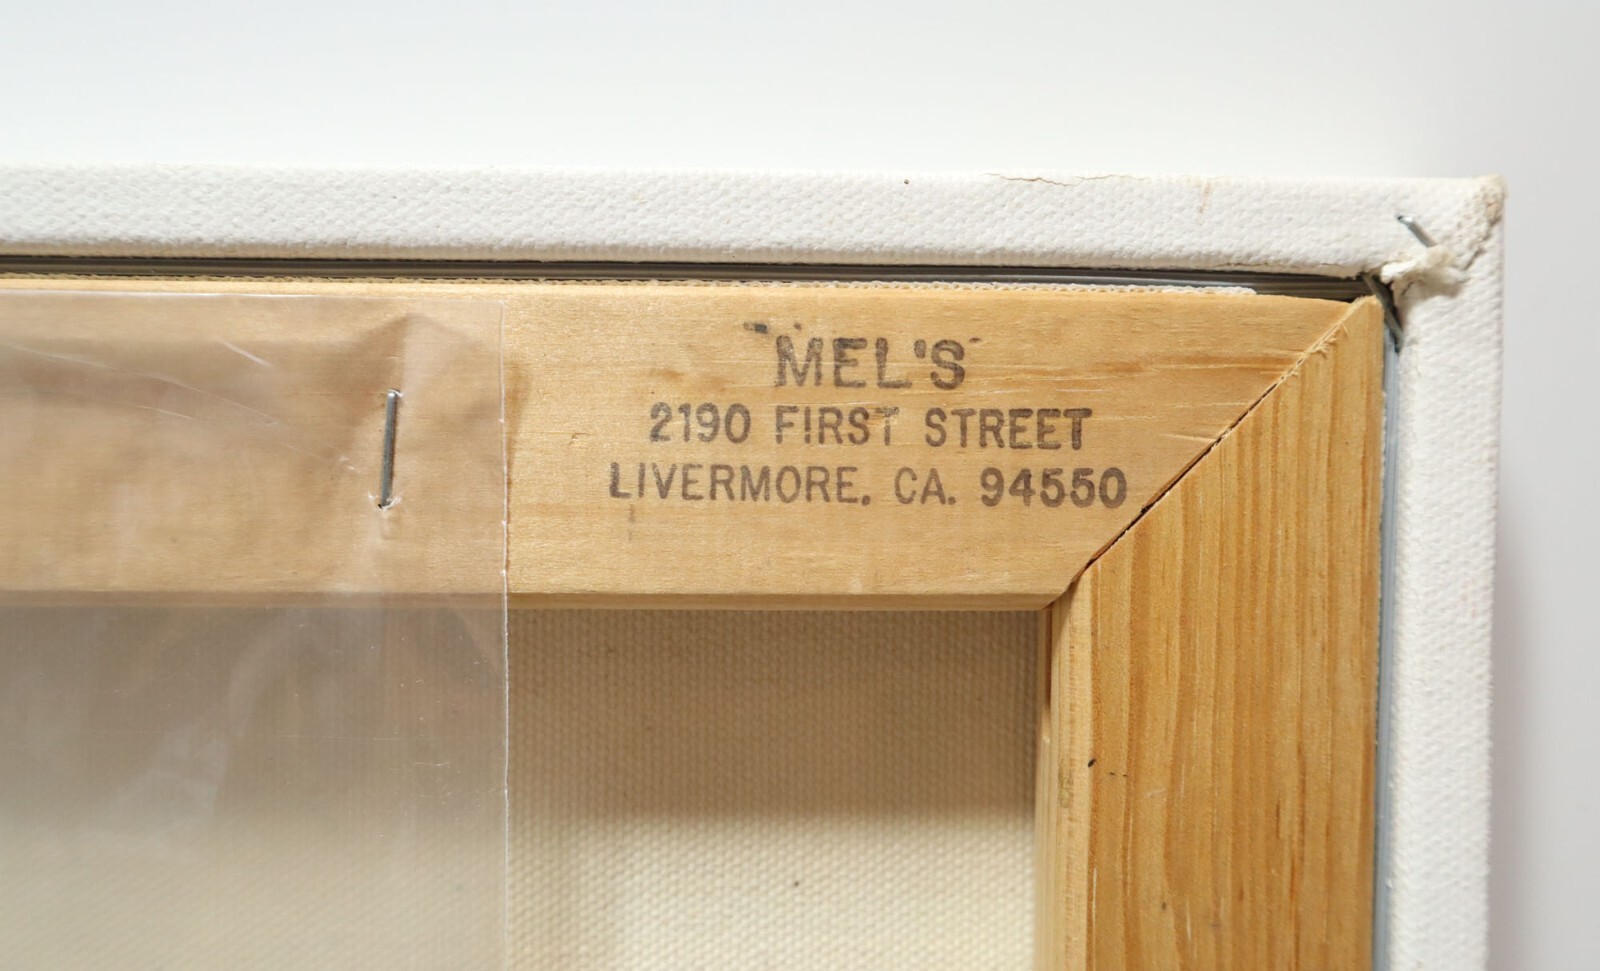 MEL'S
2190 FIRST STREET
LIVERMORE, CA. 94550